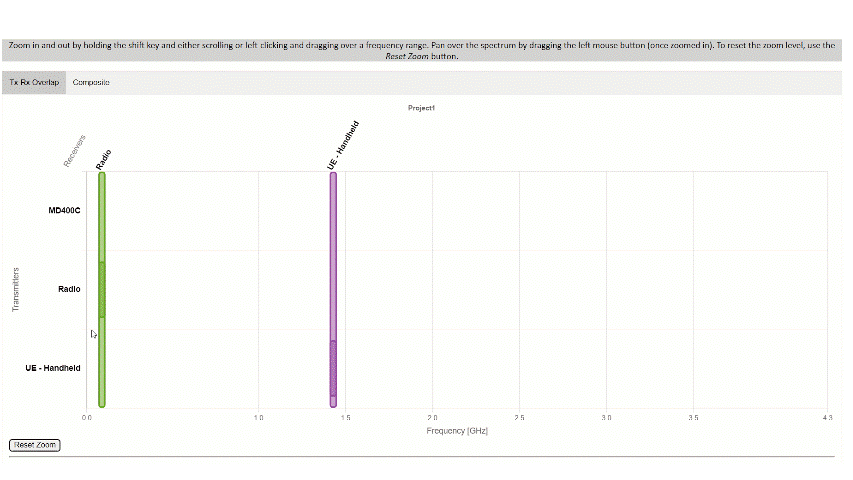 Zoom in and out by holding the shift key and either scrolling or left clicking and dragging over a frequency range. Pan over the spectrum by dragging the left mouse button (once zoomed in). To reset the zoom level, use the
Reset Zoom button.
Tx Rx Overlap Composite
Project1
Receivers
Radio
UE - Handheld
MD400C
Radio
UE - Handheld
Transmitters
0.0 1.0 1.5 2.0 2.5 3.0 3.5 4.3
Frequency [GHz]
Reset Zoom